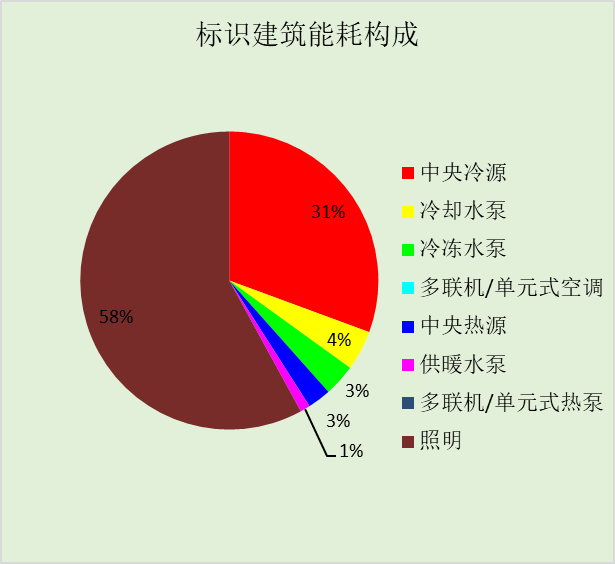 标识建筑能耗构成
31%
4%
3%
3%
1%
58%
中央冷源
冷却水泵
冷冻水泵
多联机/单元式空调
中央热源
供暖水泵
多联机/单元式热泵
照明